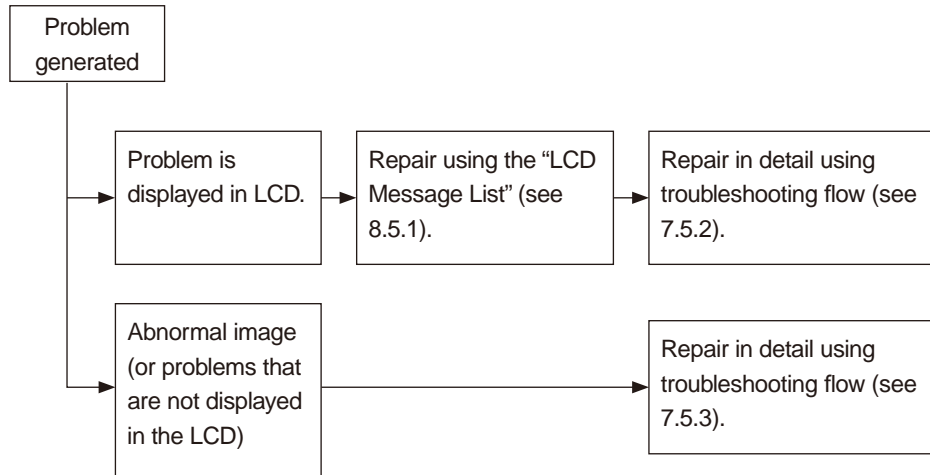 Problem
generated
Problem is
displayed in LCD.
Repair using the “LCD
Message List” (see
8.5.1).
Repair in detail using
troubleshooting flow (see
7.5.2).
Abnormal image
(or problems that
are not displayed
in the LCD)
Repair in detail using
troubleshooting flow (see
7.5.3).